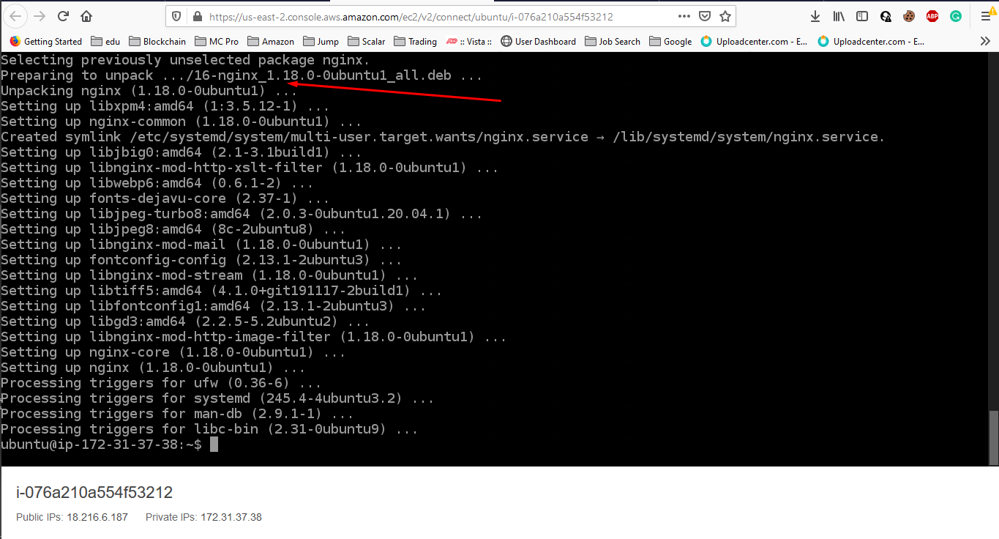 https://us-east-2.console.aws.amazon.com/ec2/v2/connect/ubuntu/i-076a210a554f53212
ABP
Getting Started edu Blockchain MC Pro Amazon Jump Scalar Trading :: Vista :: User Dashboard Job Search Google Uploadcenter.com - E... Uploadcenter.com - E...
Selecting previously unselected package nginx.
Preparing to unpack .../16-nginx_1.18.0-0ubuntu1_all.deb ...
Unpacking nginx (1.18.0-0ubuntu1) ...
Setting up libxpm4:amd64 (1:3.5.12-1) ...
Setting up nginx-common (1.18.0-0ubuntu1) ...
Created symlink /etc/systemd/system/multi-user.target.wants/nginx.service → /lib/systemd/system/nginx.service.
Setting up libjbig0:amd64 (2.1-3.1build1) ...
Setting up libnginx-mod-http-xslt-filter (1.18.0-0ubuntu1) ...
Setting up libwebp6:amd64 (0.6.1-2) ...
Setting up fonts-dejavu-core (2.37-1) ...
Setting up libjpeg-turbo8:amd64 (2.0.3-0ubuntu1.20.04.1) ...
Setting up libjpeg8:amd64 (8c-2ubuntu8) ...
Setting up libnginx-mod-mail (1.18.0-0ubuntu1) ...
Setting up fontconfig-config (2.13.1-2ubuntu3) ...
Setting up libnginx-mod-stream (1.18.0-0ubuntu1) ...
Setting up libtiff5:amd64 (4.1.0+git191117-2build1) ...
Setting up libfontconfig1:amd64 (2.13.1-2ubuntu3) ...
Setting up libgd3:amd64 (2.2.5-5.2ubuntu2) ...
Setting up libnginx-mod-http-image-filter (1.18.0-0ubuntu1) ...
Setting up nginx-core (1.18.0-0ubuntu1) ...
Setting up nginx (1.18.0-0ubuntu1) ...
Processing triggers for ufw (0.36-6) ...
Processing triggers for systemd (245.4-4ubuntu3.2) ...
Processing triggers for man-db (2.9.1-1) ...
Processing triggers for libc-bin (2.31-0ubuntu9) ...
ubuntu@ip-172-31-37-38:~$
i-076a210a554f53212
Public IPs: 18.216.6.187 Private IPs: 172.31.37.38